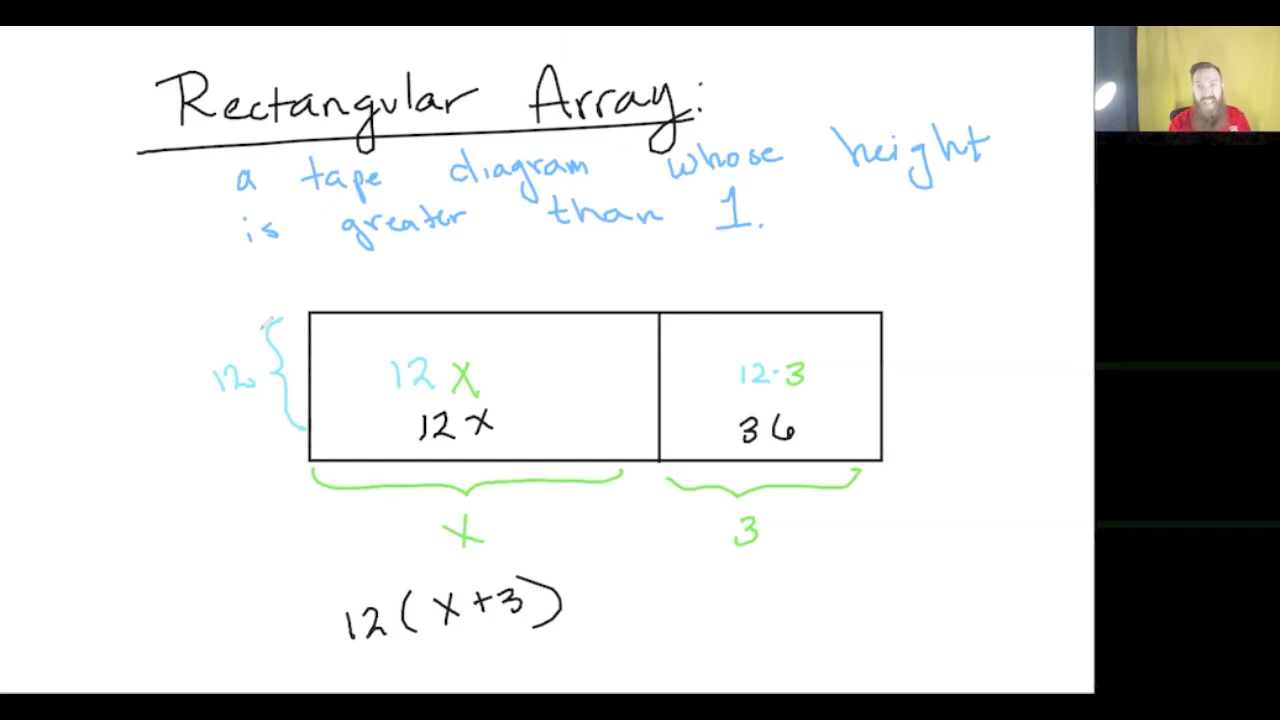 Rectangular Array:
a tape diagram whose height
is greater than 1.
12
12 x
12·3
12 x
36
x
3
12(x+3)